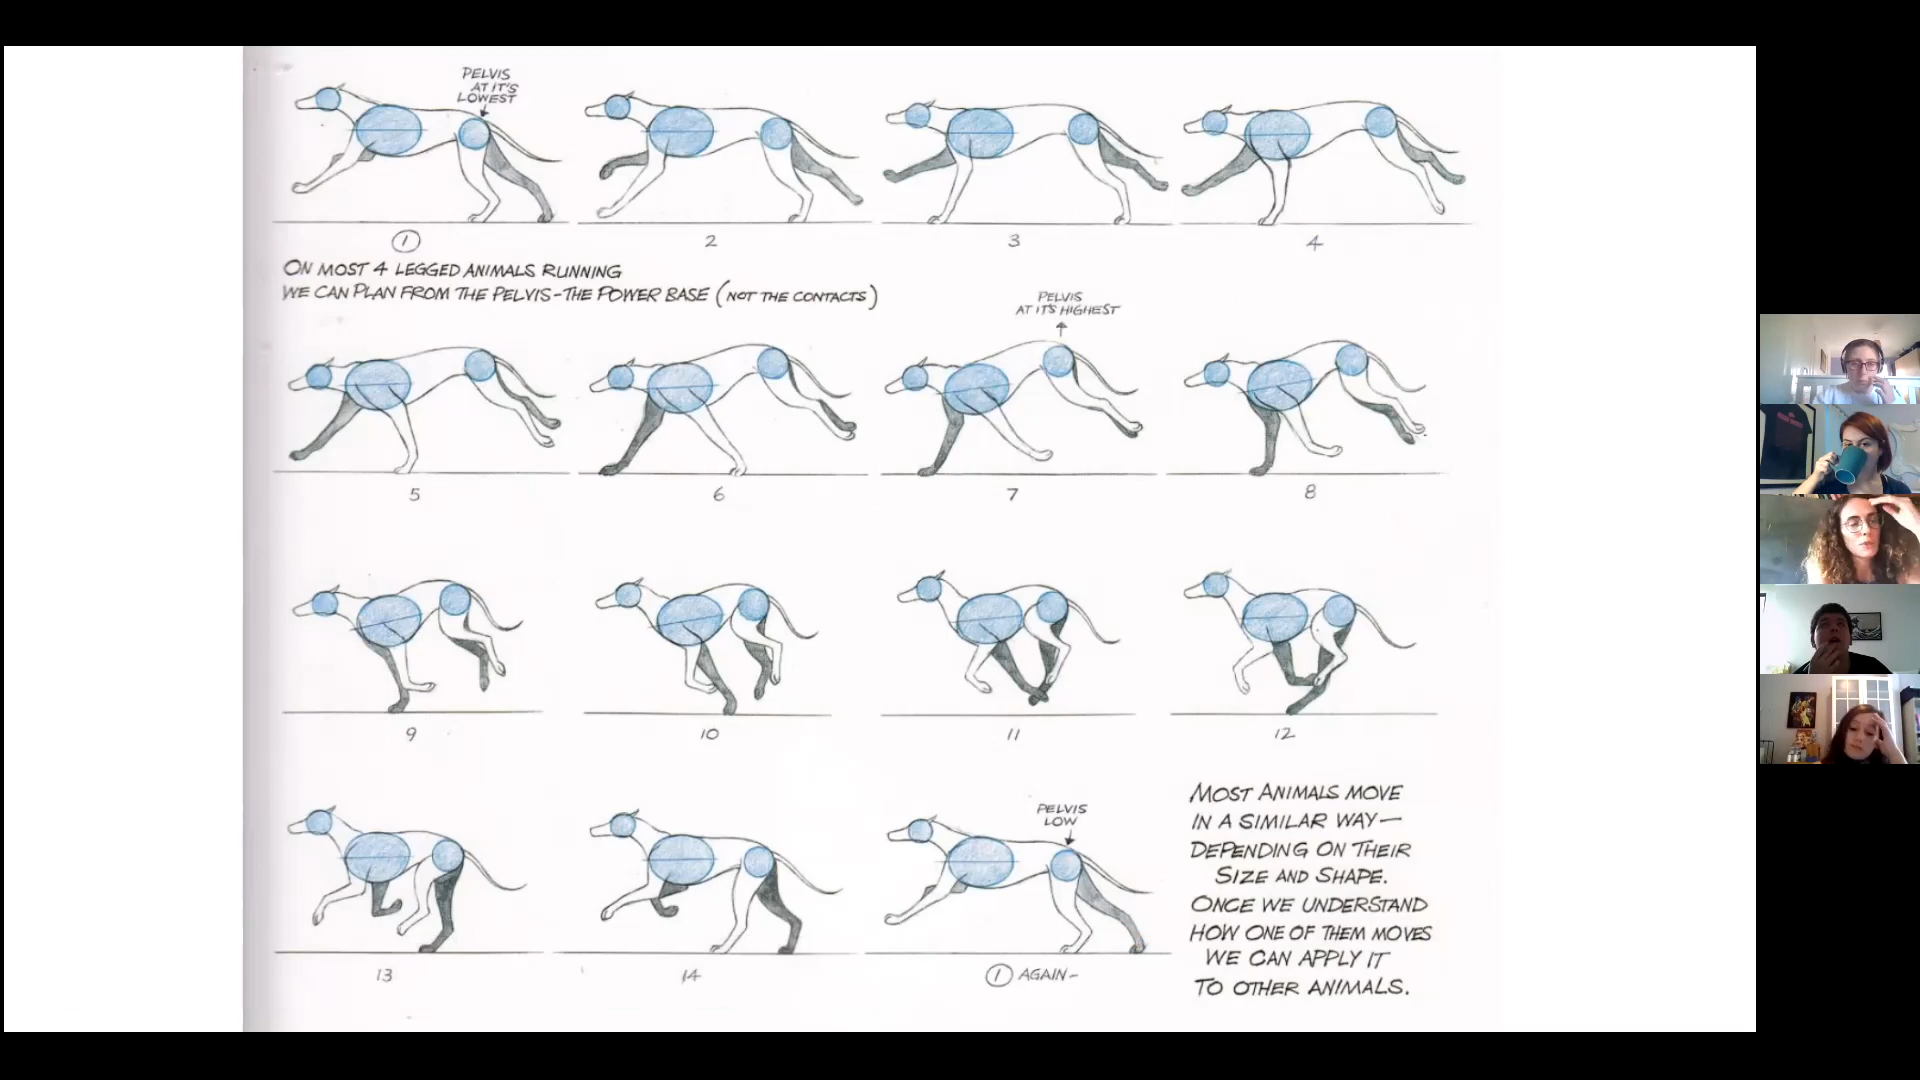 PELVIS
AT IT'S
LOWEST
1
2
3
4
ON MOST 4 LEGGED ANIMALS RUNNING
WE CAN PLAN FROM THE PELVIS - THE POWER BASE (NOT THE CONTACTS)
PELVIS
AT IT'S HIGHEST
5
6
7
8
9
10
11
12
13
14
PELVIS
LOW
1 AGAIN-
MOST ANIMALS MOVE
IN A SIMILAR WAY—
DEPENDING ON THEIR
SIZE AND SHAPE.
ONCE WE UNDERSTAND
HOW ONE OF THEM MOVES
WE CAN APPLY IT
TO OTHER ANIMALS.